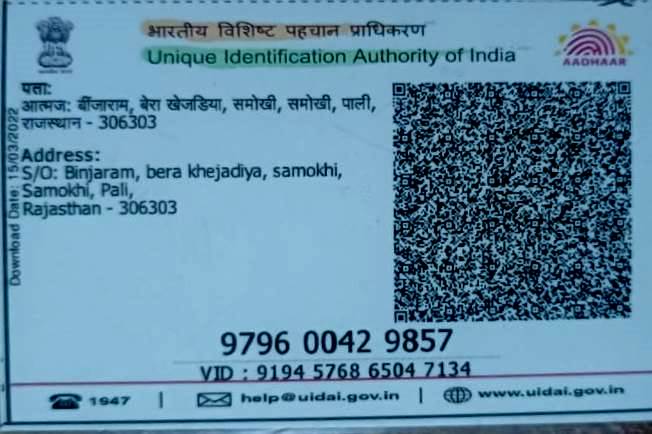 भारतीय विशिष्ट पहचान प्राधिकरण
Unique Identification Authority of India
AADHAAR
पता:
आत्मज: बींजाराम, बेरा खेजडिया, समोखी, समोखी, पाली,
राजस्थान - 306303
Address:
S/O: Binjaram, bera khejadiya, samokhi,
Samokhi, Pali,
Rajasthan - 306303
Download Date: 15/03/2022
9796 0042 9857
VID : 9194 5768 6504 7134
1947 | help@uidai.gov.in | www.uidai.gov.in